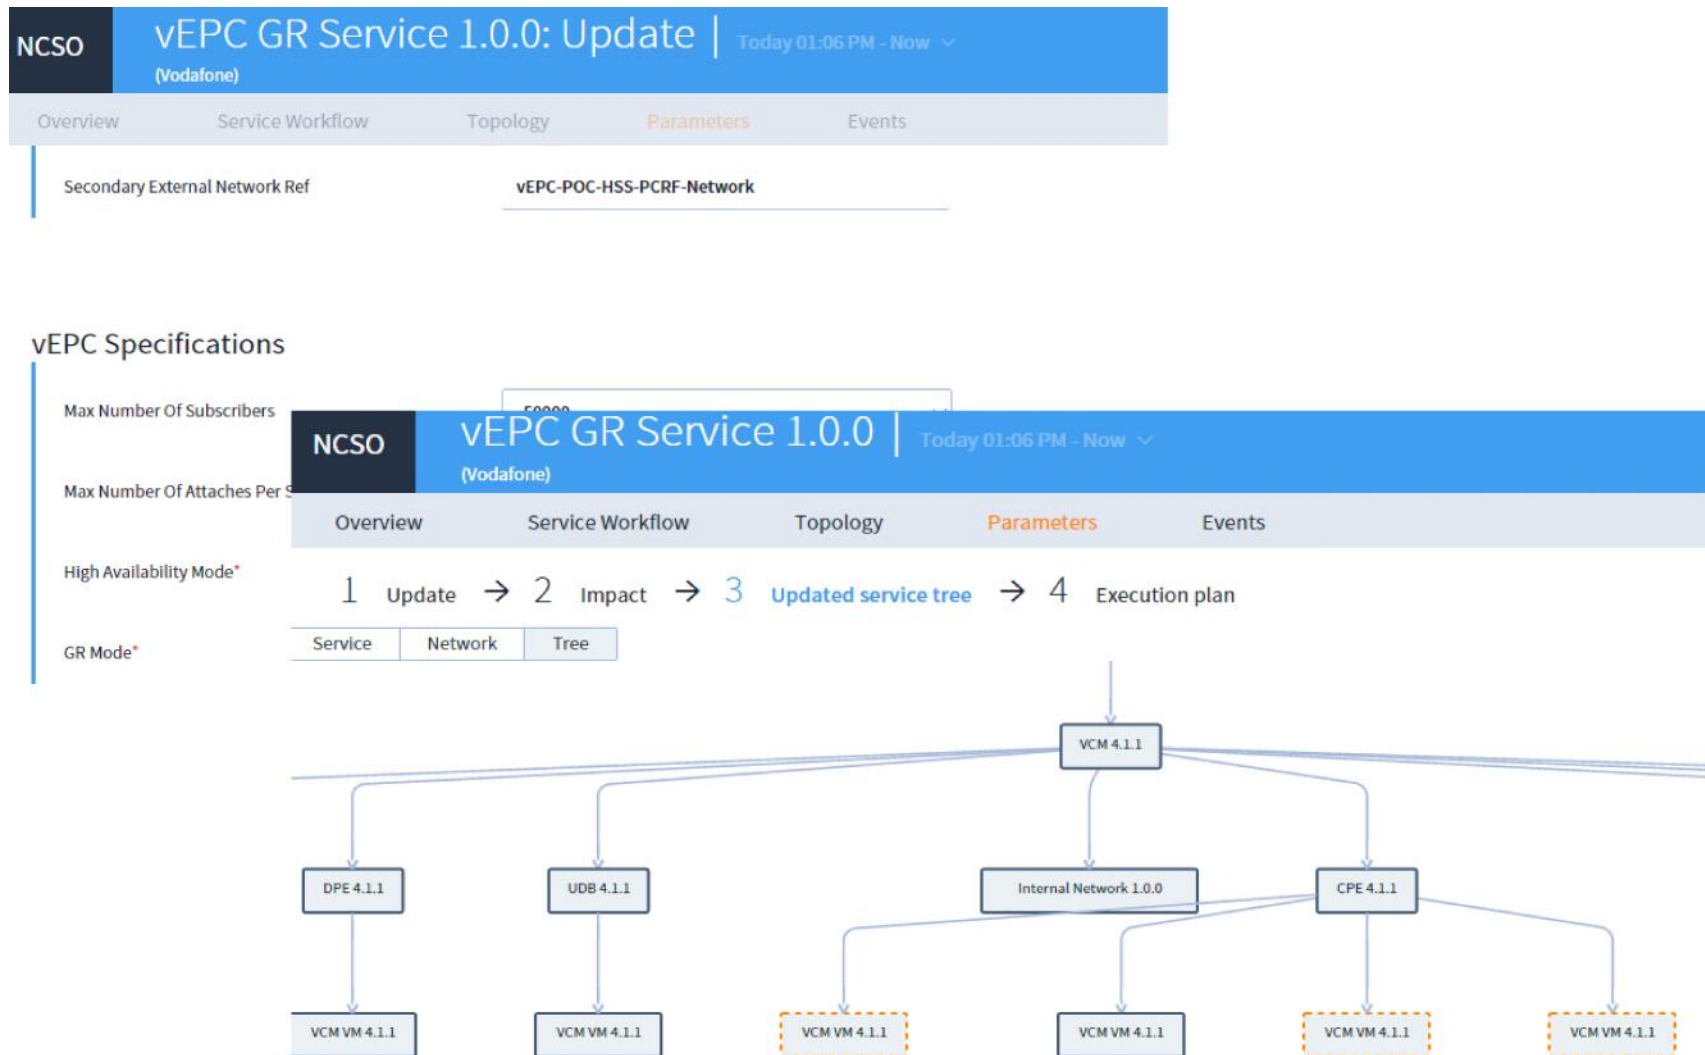 NCSO
vEPC GR Service 1.0.0: Update | Today 01:06 PM - Now
(Vodafone)
Overview Service Workflow Topology Parameters Events
Secondary External Network Ref vEPC-POC-HSS-PCRF-Network
vEPC Specifications
Max Number Of Subscribers
Max Number Of Attaches Per
High Availability Mode*
GR Mode*
NCSO
vEPC GR Service 1.0.0 | Today 01:06 PM - Now
(Vodafone)
Overview Service Workflow Topology Parameters Events
1 Update → 2 Impact → 3 Updated service tree → 4 Execution plan
Service Network Tree
VCM 4.1.1
DPE 4.1.1 UDB 4.1.1 Internal Network 1.0.0 CPE 4.1.1
VCM VM 4.1.1 VCM VM 4.1.1 VCM VM 4.1.1 VCM VM 4.1.1 VCM VM 4.1.1 VCM VM 4.1.1